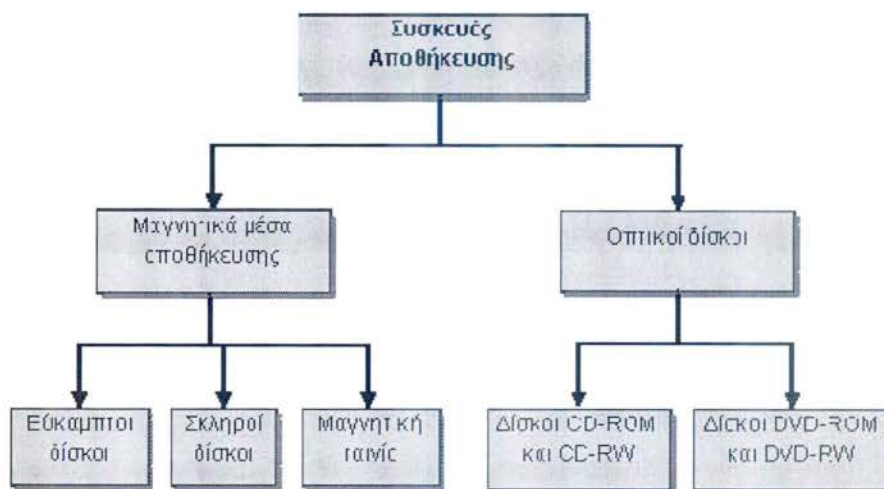 Συσκευές
Αποθήκευσης
Μαγνητικά μέσα
αποθήκευσης
Οπτικοί δίσκοι
Εύκαμπτοι
δίσκοι
Σκληροί
δίσκοι
Μαγνητική
ταινία
Δίσκοι CD-ROM
και CD-RW
Δίσκοι DVD-ROM
και DVD-RW